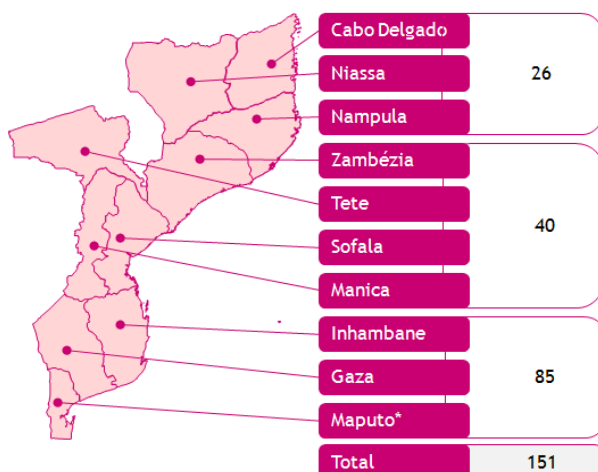 Cabo Delgado
Niassa
26
Nampula
Zambézia
Tete
40
Sofala
Manica
Inhambane
Gaza
85
Maputo*
Total 151